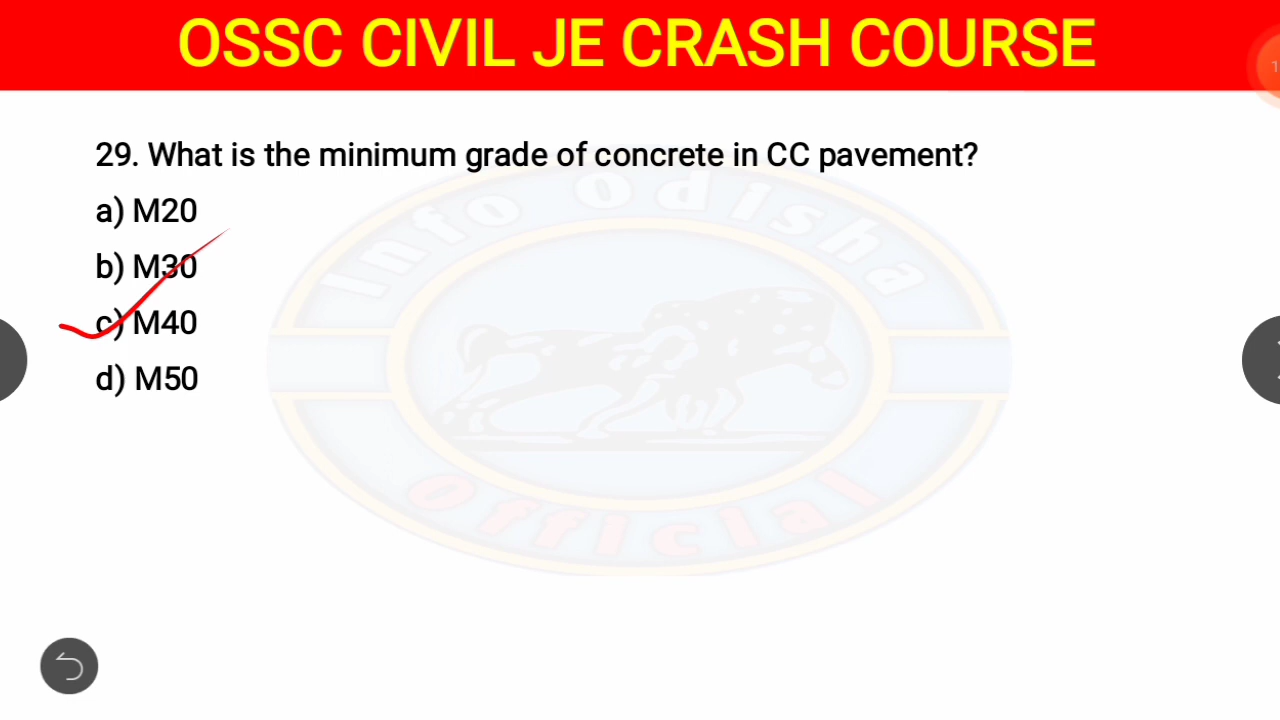 OSSC CIVIL JE CRASH COURSE
29. What is the minimum grade of concrete in CC pavement?
a) M20
b) M30
c) M40
d) M50
Info Odisha
Official